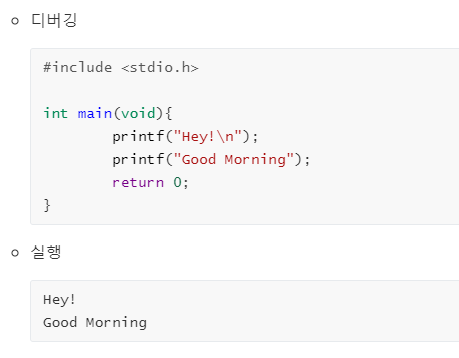 디버깅
#include <stdio.h>
int main(void){
printf("Hey!\n");
printf("Good Morning");
return 0;
}
실행
Hey!
Good Morning